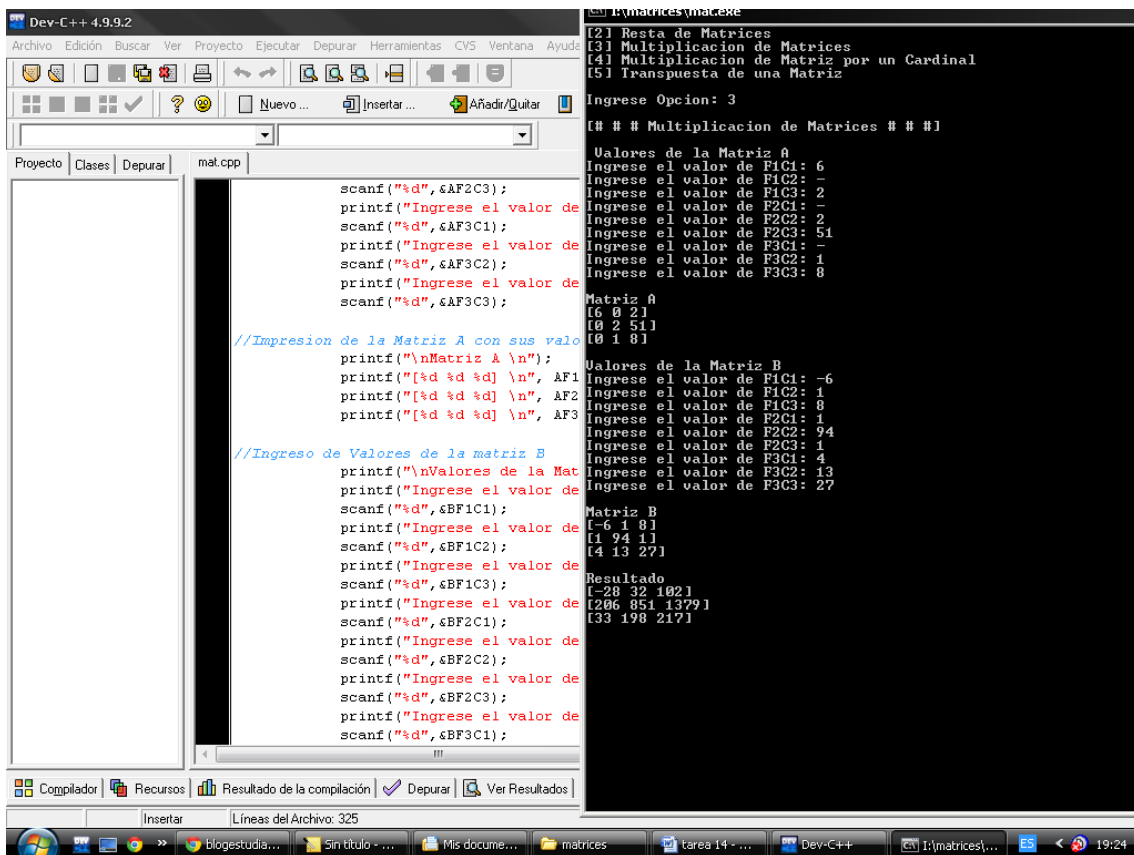 Dev-C++ 4.9.9.2
Archivo Edición Buscar Ver Proyecto Ejecutar Depurar Herramientas CVS Ventana Ayuda
Nuevo ... Insertar ... Añadir/Quitar
Proyecto Clases Depurar
mat.cpp
scanf("%d",&AF2C3);
printf("Ingrese el valor de
scanf("%d",&AF3C1);
printf("Ingrese el valor de
scanf("%d",&AF3C2);
printf("Ingrese el valor de
scanf("%d",&AF3C3);
//Impresion de la Matriz A con sus valo
printf("\nMatriz A \n");
printf("[%d %d %d] \n", AF1
printf("[%d %d %d] \n", AF2
printf("[%d %d %d] \n", AF3
//Ingreso de Valores de la matriz B
printf("\nValores de la Mat
printf("Ingrese el valor de
scanf("%d",&BF1C1);
printf("Ingrese el valor de
scanf("%d",&BF1C2);
printf("Ingrese el valor de
scanf("%d",&BF1C3);
printf("Ingrese el valor de
scanf("%d",&BF2C1);
printf("Ingrese el valor de
scanf("%d",&BF2C2);
printf("Ingrese el valor de
scanf("%d",&BF2C3);
printf("Ingrese el valor de
scanf("%d",&BF3C1);
Compilador Recursos Resultado de la compilación Depurar Ver Resultados
Insertar Líneas del Archivo: 325
I:\matrices\mat.exe
[2] Resta de Matrices
[3] Multiplicacion de Matrices
[4] Multiplicacion de Matriz por un Cardinal
[5] Transpuesta de una Matriz
Ingrese Opcion: 3
[# # # Multiplicacion de Matrices # # #]
Valores de la Matriz A
Ingrese el valor de F1C1: 6
Ingrese el valor de F1C2: -
Ingrese el valor de F1C3: 2
Ingrese el valor de F2C1: -
Ingrese el valor de F2C2: 2
Ingrese el valor de F2C3: 51
Ingrese el valor de F3C1: -
Ingrese el valor de F3C2: 1
Ingrese el valor de F3C3: 8
Matriz A
[6 0 2]
[0 2 51]
[0 1 8]
Valores de la Matriz B
Ingrese el valor de F1C1: -6
Ingrese el valor de F1C2: 1
Ingrese el valor de F1C3: 8
Ingrese el valor de F2C1: 1
Ingrese el valor de F2C2: 94
Ingrese el valor de F2C3: 1
Ingrese el valor de F3C1: 4
Ingrese el valor de F3C2: 13
Ingrese el valor de F3C3: 27
Matriz B
[-6 1 8]
[1 94 1]
[4 13 27]
Resultado
[-28 32 102]
[206 851 1379]
[33 198 217]
» blogestudia... Sin título - ... Mis docume... matrices tarea 14 - ... Dev-C++ I:\matrices\... ES < 19:24